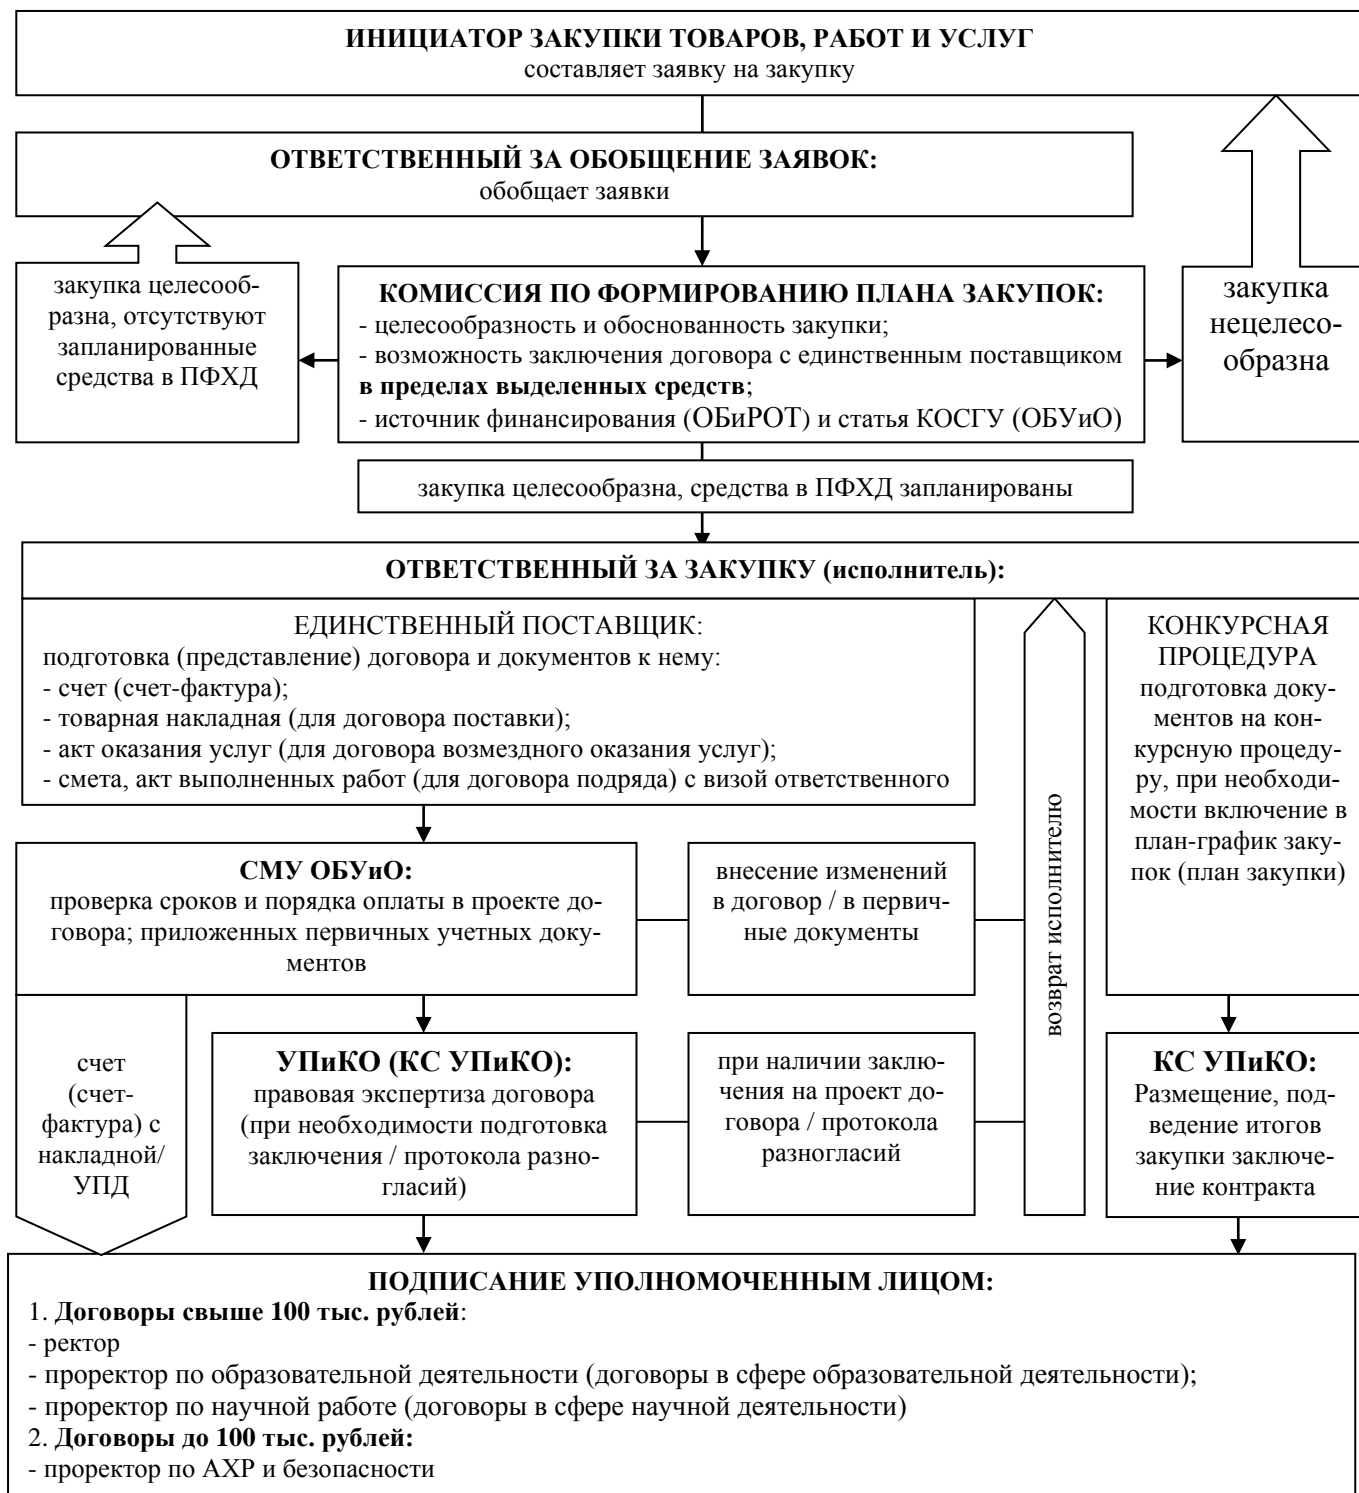 ИНИЦИАТОР ЗАКУПКИ ТОВАРОВ, РАБОТ И УСЛУГ
составляет заявку на закупку
ОТВЕТСТВЕННЫЙ ЗА ОБОБЩЕНИЕ ЗАЯВОК:
обобщает заявки
закупка целесооб-
разна, отсутствуют
запланированные
средства в ПФХД
КОМИССИЯ ПО ФОРМИРОВАНИЮ ПЛАНА ЗАКУПОК:
- целесообразность и обоснованность закупки;
- возможность заключения договора с единственным поставщиком
в пределах выделенных средств;
- источник финансирования (ОБиРОТ) и статья КОСГУ (ОБУиО)
закупка
нецелесо-
образна
закупка целесообразна, средства в ПФХД запланированы
ОТВЕТСТВЕННЫЙ ЗА ЗАКУПКУ (исполнитель):
ЕДИНСТВЕННЫЙ ПОСТАВЩИК:
подготовка (представление) договора и документов к нему:
- счет (счет-фактура);
- товарная накладная (для договора поставки);
- акт оказания услуг (для договора возмездного оказания услуг);
- смета, акт выполненных работ (для договора подряда) с визой ответственного
возврат исполнителю
КОНКУРСНАЯ
ПРОЦЕДУРА
подготовка доку-
ментов на кон-
курсную процеду-
ру, при необходи-
мости включение в
план-график заку-
пок (план закупки)
СМУ ОБУиО:
проверка сроков и порядка оплаты в проекте до-
говора; приложенных первичных учетных доку-
ментов
внесение изменений
в договор / в первич-
ные документы
счет
(счет-
фактура) с
накладной/
УПД
УПиКО (КС УПиКО):
правовая экспертиза договора
(при необходимости подготовка
заключения / протокола разно-
гласий)
при наличии заклю-
чения на проект до-
говора / протокола
разногласий
КС УПиКО:
Размещение, под-
ведение итогов
закупки заключе-
ние контракта
ПОДПИСАНИЕ УПОЛНОМОЧЕННЫМ ЛИЦОМ:
1. Договоры свыше 100 тыс. рублей:
- ректор
- проректор по образовательной деятельности (договоры в сфере образовательной деятельности);
- проректор по научной работе (договоры в сфере научной деятельности)
2. Договоры до 100 тыс. рублей:
- проректор по АХР и безопасности